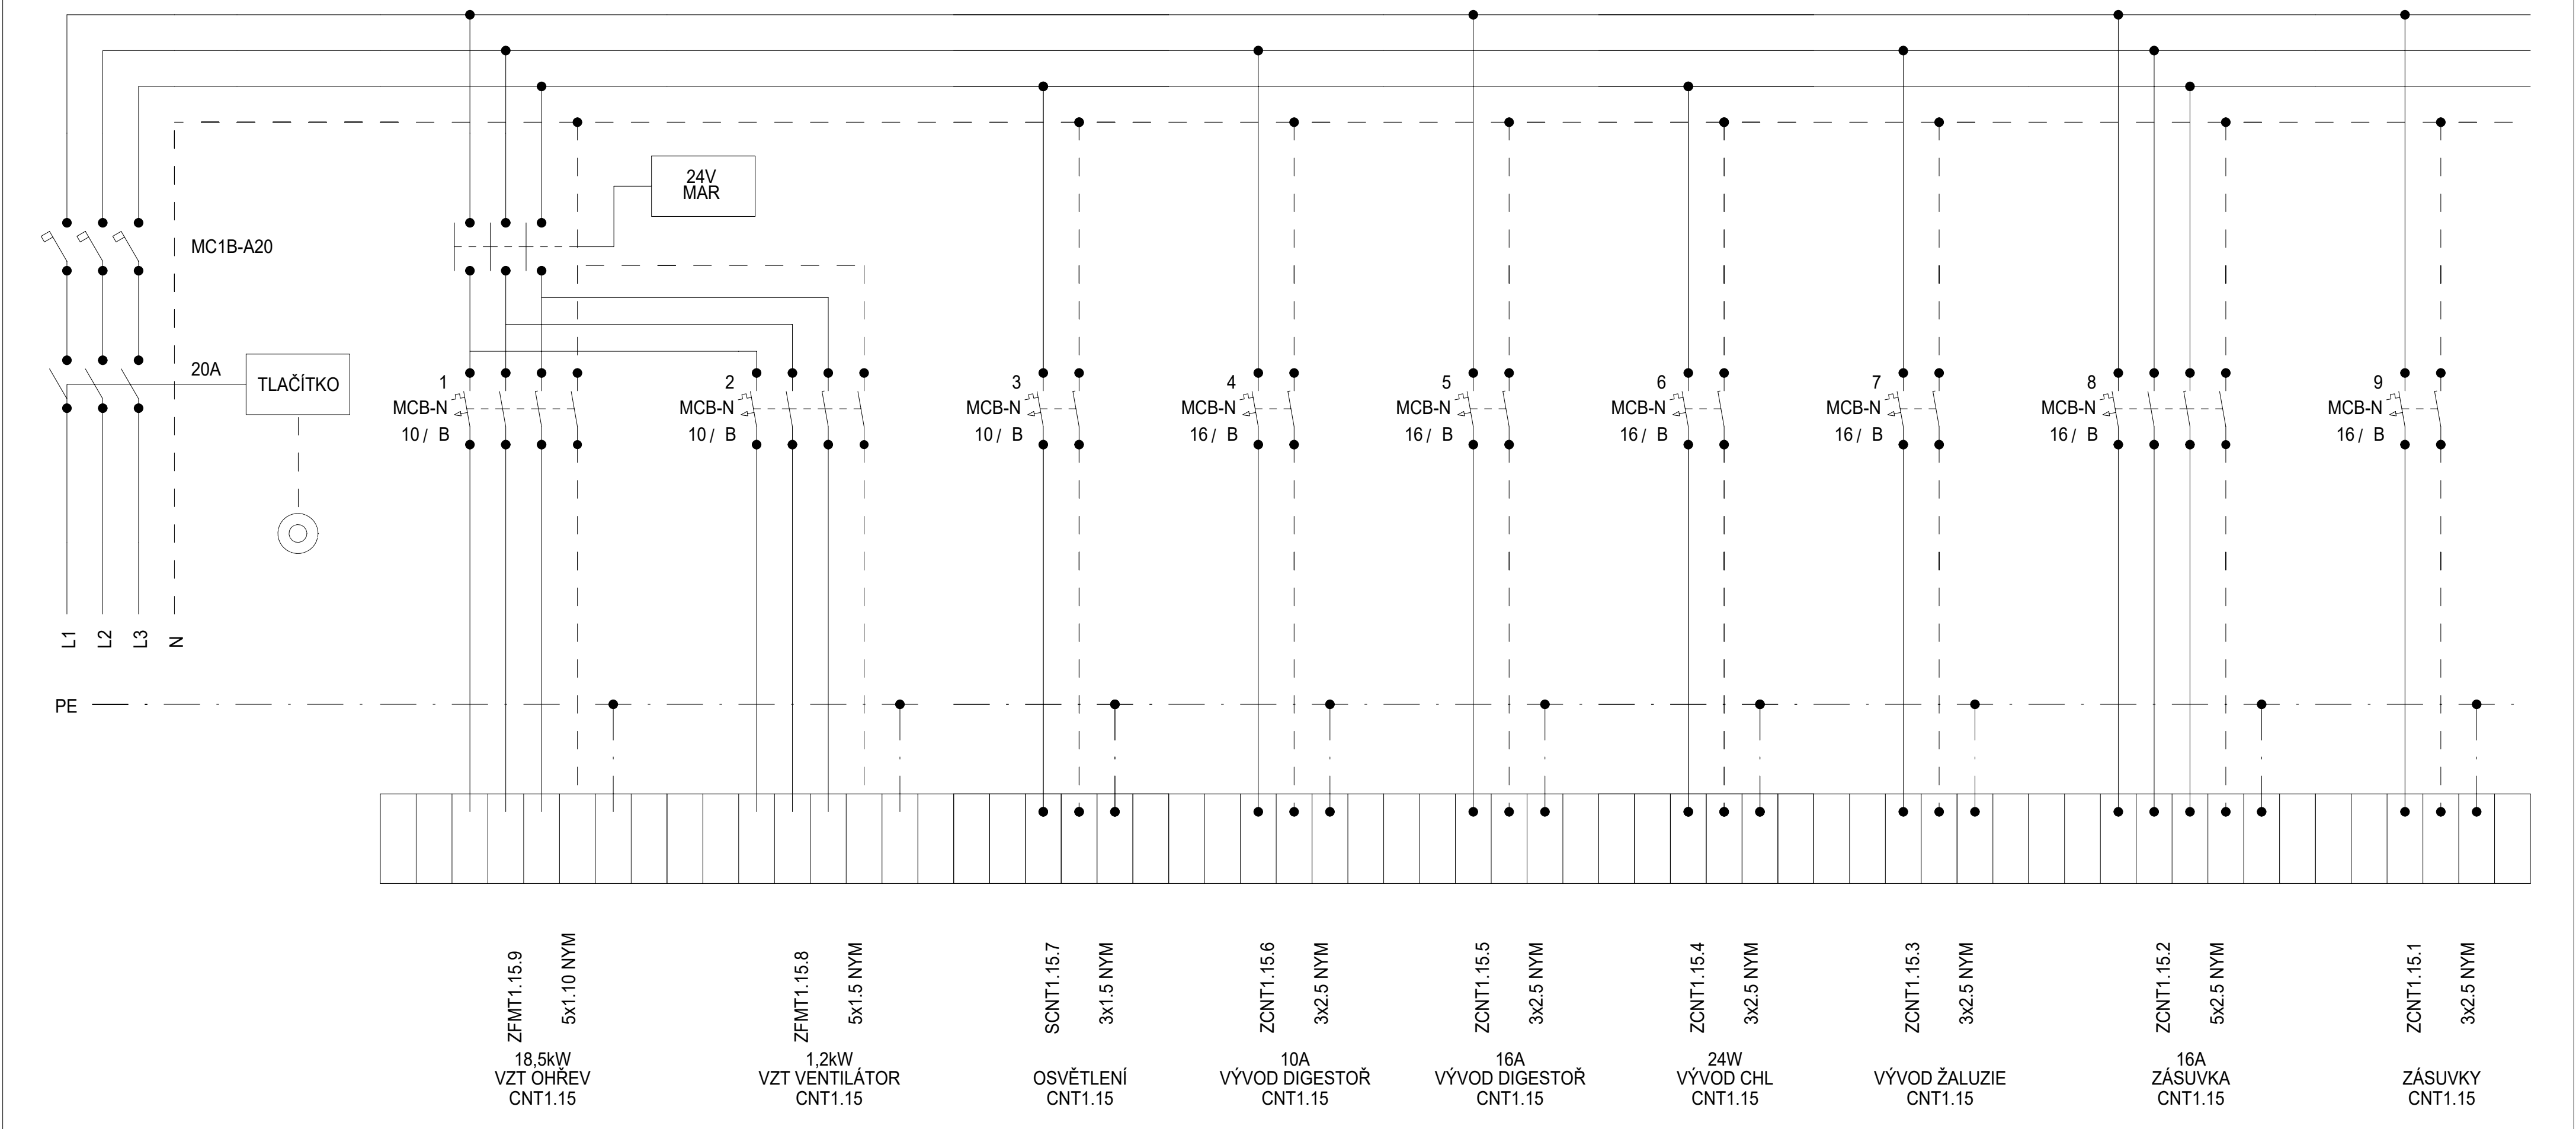 24V
MAR
MC1B-A20
20A
TLAČÍTKO
1
MCB-N
10 / B
2
MCB-N
10 / B
3
MCB-N
10 / B
4
MCB-N
16 / B
5
MCB-N
16 / B
6
MCB-N
16 / B
7
MCB-N
16 / B
8
MCB-N
16 / B
9
MCB-N
16 / B
L1
L2
L3
N
PE
ZFMT1.15.9
5x1.10 NYM
18,5kW
VZT OHŘEV
CNT1.15
ZFMT1.15.8
5x1.5 NYM
1,2kW
VZT VENTILÁTOR
CNT1.15
SCNT1.15.7
3x1.5 NYM
OSVĚTLENÍ
CNT1.15
ZCNT1.15.6
3x2.5 NYM
10A
VÝVOD DIGESTOŘ
CNT1.15
ZCNT1.15.5
3x2.5 NYM
16A
VÝVOD DIGESTOŘ
CNT1.15
ZCNT1.15.4
3x2.5 NYM
24W
VÝVOD CHL
CNT1.15
ZCNT1.15.3
3x2.5 NYM
VÝVOD ŽALUZIE
CNT1.15
ZCNT1.15.2
5x2.5 NYM
16A
ZÁSUVKA
CNT1.15
ZCNT1.15.1
3x2.5 NYM
ZÁSUVKY
CNT1.15